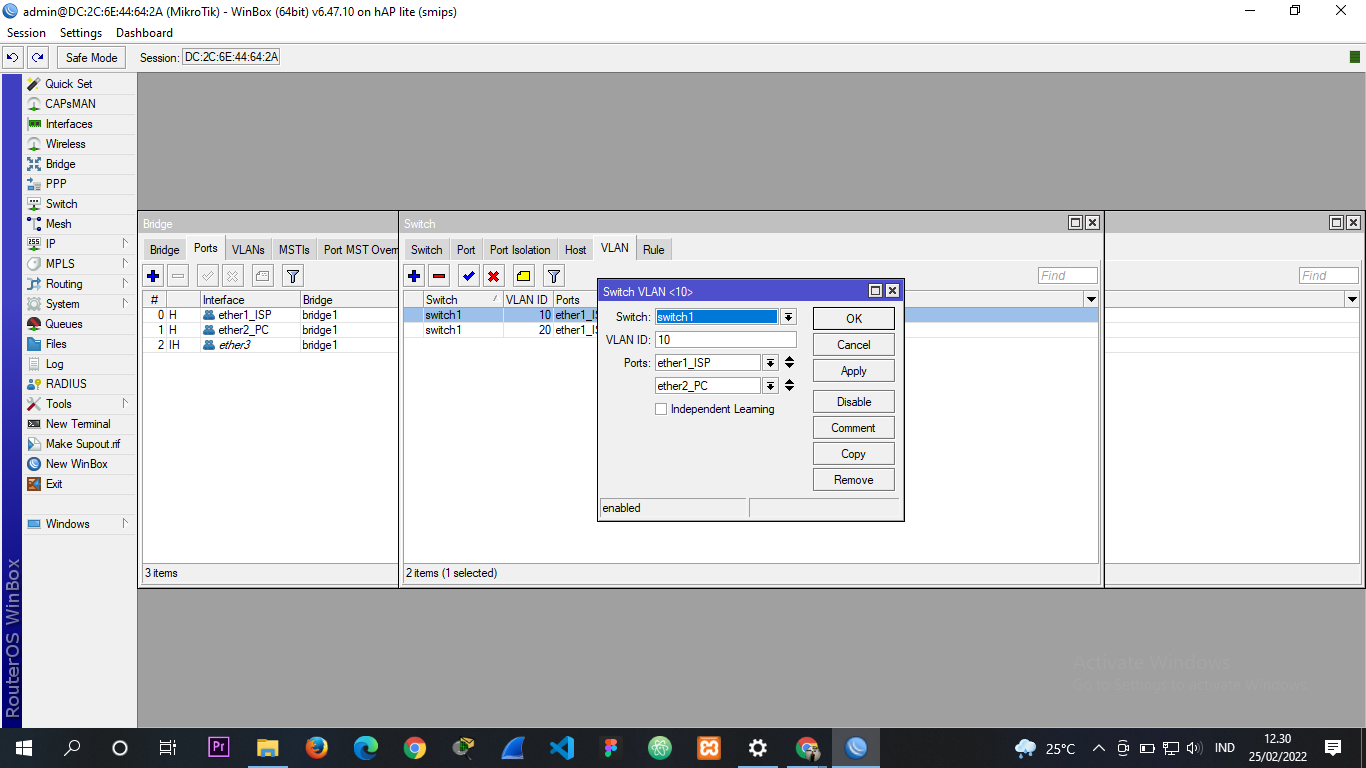 admin@DC:2C:6E:44:64:2A (MikroTik) - WinBox (64bit) v6.47.10 on hAP lite (smips)
Session Settings Dashboard
Safe Mode Session: DC:2C:6E:44:64:2A
Quick Set
CAPsMAN
Interfaces
Wireless
Bridge
PPP
Switch
Mesh
IP
MPLS
Routing
System
Queues
Files
Log
RADIUS
Tools
New Terminal
Make Supout.rif
New WinBox
Exit
Windows
RouterOS WinBox
Bridge
Bridge Ports VLANs MSTIs Port MST Overr
# Interface Bridge
0 H ether1_ISP bridge1
1 H ether2_PC bridge1
2 IH ether3 bridge1
3 items
Find
Switch
Switch Port Port Isolation Host VLAN Rule
Find
Switch VLAN ID Ports
switch1 10 ether1_IS
switch1 20 ether1_IS
2 items (1 selected)
Switch VLAN <10>
Switch: switch1
VLAN ID: 10
Ports: ether1_ISP
ether2_PC
Independent Learning
OK
Cancel
Apply
Disable
Comment
Copy
Remove
enabled
Activate Windows
Go to Settings to activate Windows.
Pr
25°C
IND
12.30
25/02/2022